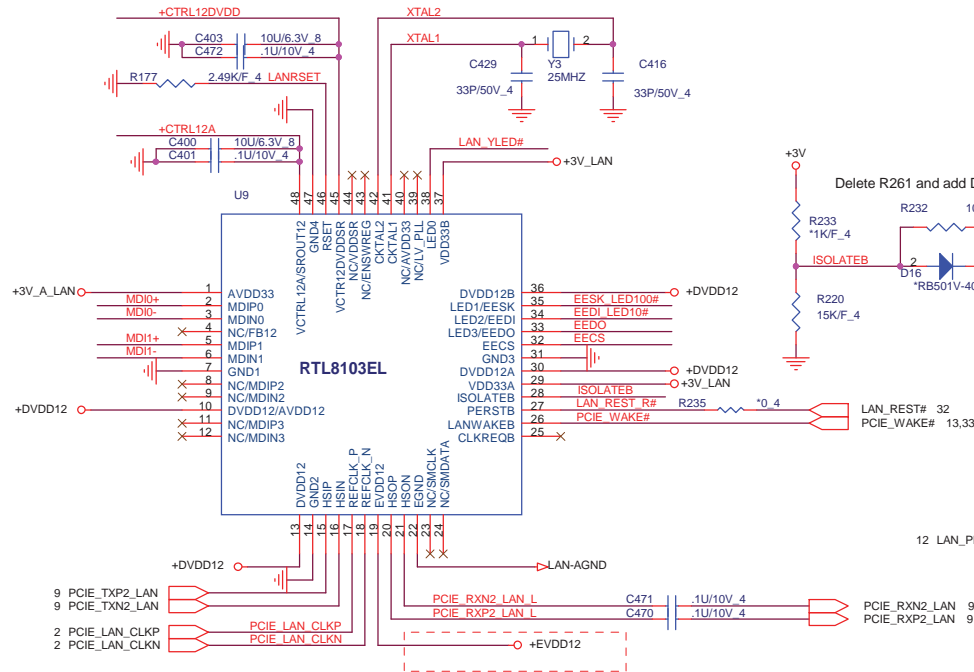 +CTRL12DVDD
XTAL2
C403 10U/6.3V_8
C472 .1U/10V_4
XTAL1
1 2
Y3
25MHZ
C429
33P/50V_4
C416
33P/50V_4
R177 2.49K/F_4 LANRSET
+CTRL12A
C400 10U/6.3V_8
C401 .1U/10V_4
LAN_YLED#
+3V_LAN
+3V
Delete R261 and add D
R233
*1K/F_4
R232 10
ISOLATEB
2
D16
*RB501V-40
R220
15K/F_4
U9
48 47 46 45 44 43 42 41 40 39 38 37
VCTRL12A/SROUT12
GND4
RSET
VCTR12DVDDSR
NC/VDDSR
NC/ENSWREG
CKTAL2
CKTAL1
NC/AVDD33
NC/LV_PLL
LED0
VDD33B
RTL8103EL
+3V_A_LAN 1 AVDD33
MDI0+ 2 MDIP0
MDI0- 3 MDIN0
4 NC/FB12
MDI1+ 5 MDIP1
MDI1- 6 MDIN1
7 GND1
8 NC/MDIP2
9 NC/MDIN2
+DVDD12 10 DVDD12/AVDD12
11 NC/MDIP3
12 NC/MDIN3
DVDD12B 36 +DVDD12
LED1/EESK 35 EESK_LED100#
LED2/EEDI 34 EEDI_LED10#
LED3/EEDO 33 EEDO
EECS 32 EECS
GND3 31
DVDD12A 30 +DVDD12
VDD33A 29 +3V_LAN
ISOLATEB 28 ISOLATEB
PERSTB 27 LAN_REST_R# R235 *0_4 LAN_REST# 32
LANWAKEB 26 PCIE_WAKE# PCIE_WAKE# 13,33
CLKREQB 25
DVDD12
GND2
HSIP
HSIN
REFCLK_P
REFCLK_N
EVDD12
HSOP
HSON
EGND
NC/SMCLK
NC/SMDATA
13 14 15 16 17 18 19 20 21 22 23 24
12 LAN_P
+DVDD12
LAN-AGND
9 PCIE_TXP2_LAN
9 PCIE_TXN2_LAN
PCIE_RXN2_LAN_L C471 .1U/10V_4 PCIE_RXN2_LAN 9
PCIE_RXP2_LAN_L C470 .1U/10V_4 PCIE_RXP2_LAN 9
2 PCIE_LAN_CLKP PCIE_LAN_CLKP
2 PCIE_LAN_CLKN PCIE_LAN_CLKN
+EVDD12